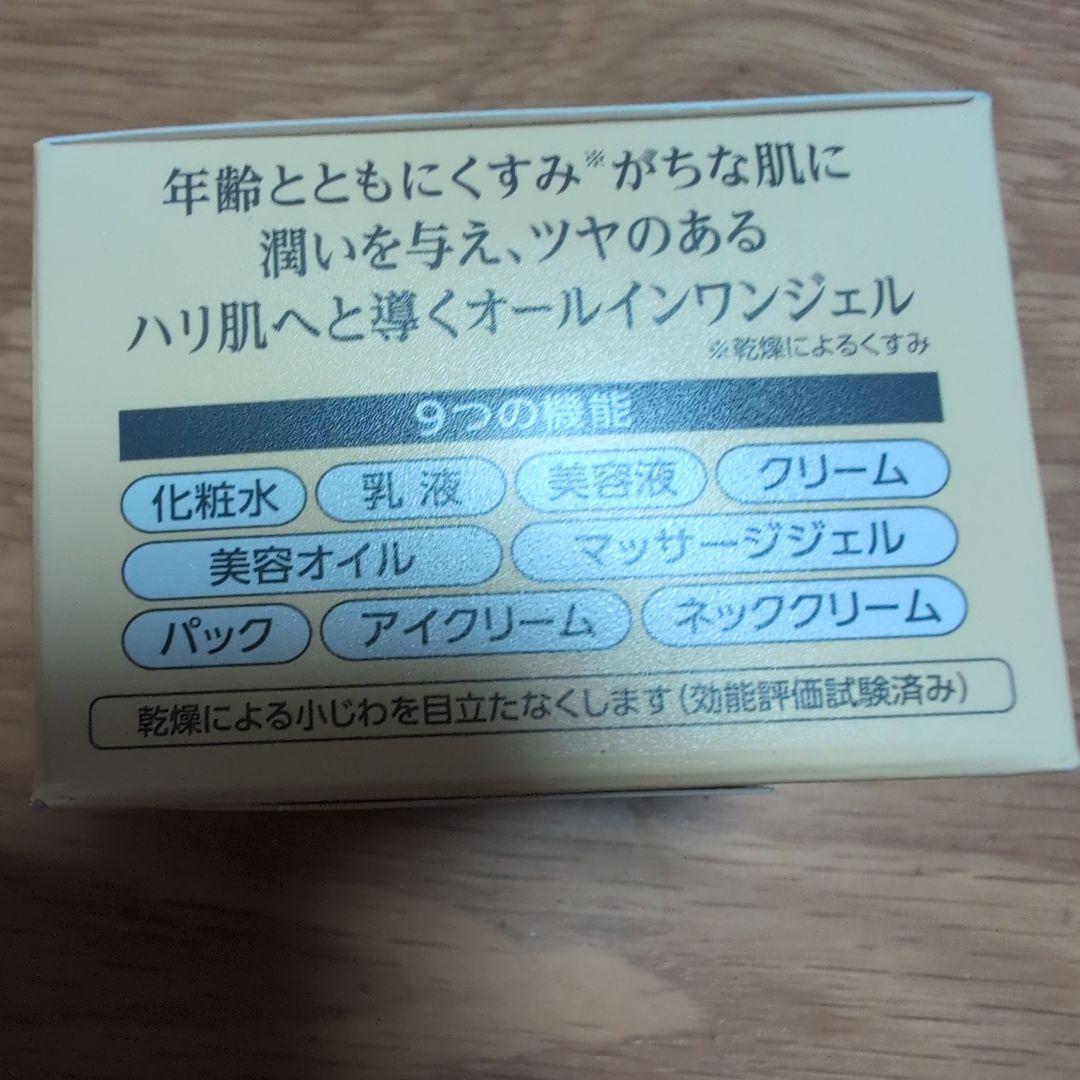 年齢とともにくすみ※がちな肌に
潤いを与え、ツヤのある
ハリ肌へと導くオールインワンジェル
※乾燥によるくすみ
9つの機能
化粧水 乳液 美容液 クリーム
美容オイル マッサージジェル
パック アイクリーム ネッククリーム
乾燥による小じわを目立たなくします(効能評価試験済み)